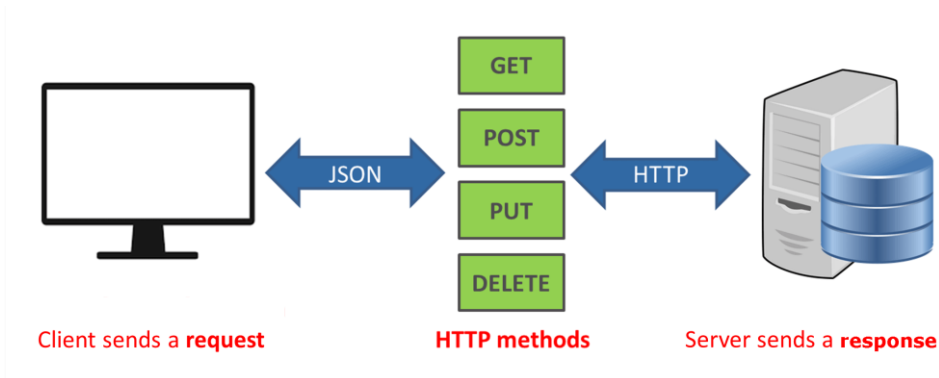 GET
POST
JSON
HTTP
PUT
DELETE
Client sends a request
HTTP methods
Server sends a response